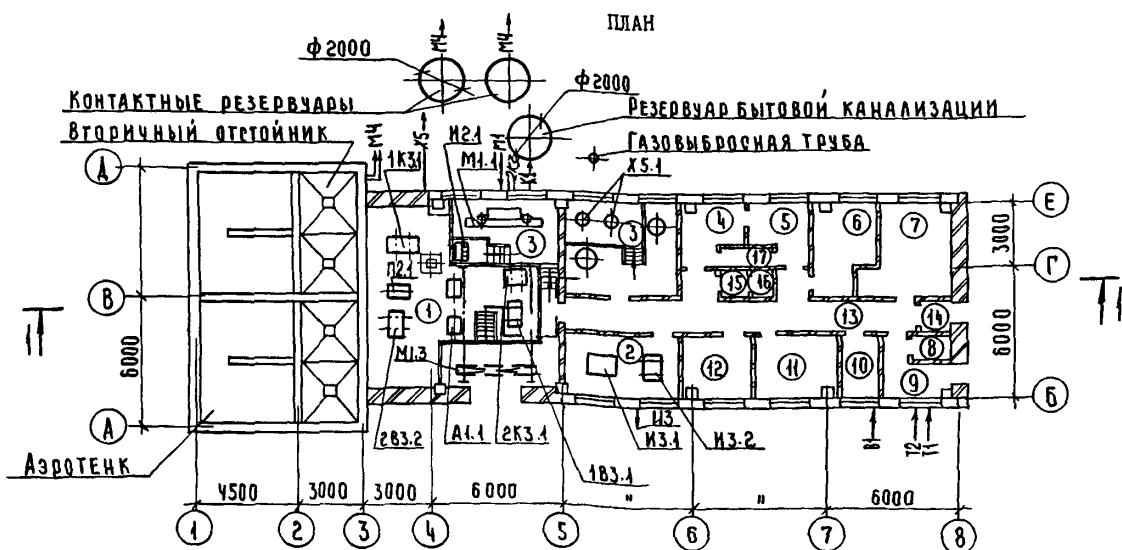 ПЛАН
ф2000
М4
М4
ф2000
КОНТАКТНЫЕ РЕЗЕРВУАРЫ
РЕЗЕРВУАР БЫТОВОЙ КАНАЛИЗАЦИИ
ВТОРИЧНЫЙ ОТСТОЙНИК
М4
Х5
И2.1
М1
К1
ГАЗОВЫБРОСНАЯ ТРУБА
1К3.1
М1.1
Х5.1
Д
Е
3
3
4
5
6
7
3000
17
Г
П2.1
15
16
В
1
13
14
6000
6000
2
8
М1.3
12
11
10
9
А
Б
2В3.2
А1.1
2К3.1
И3
И3.1
И3.2
В1
Т2
Т1
АЭРОТЕНК
1В3.1
4500
3000
3000
6000
"
"
6000
1
2
3
4
5
6
7
8